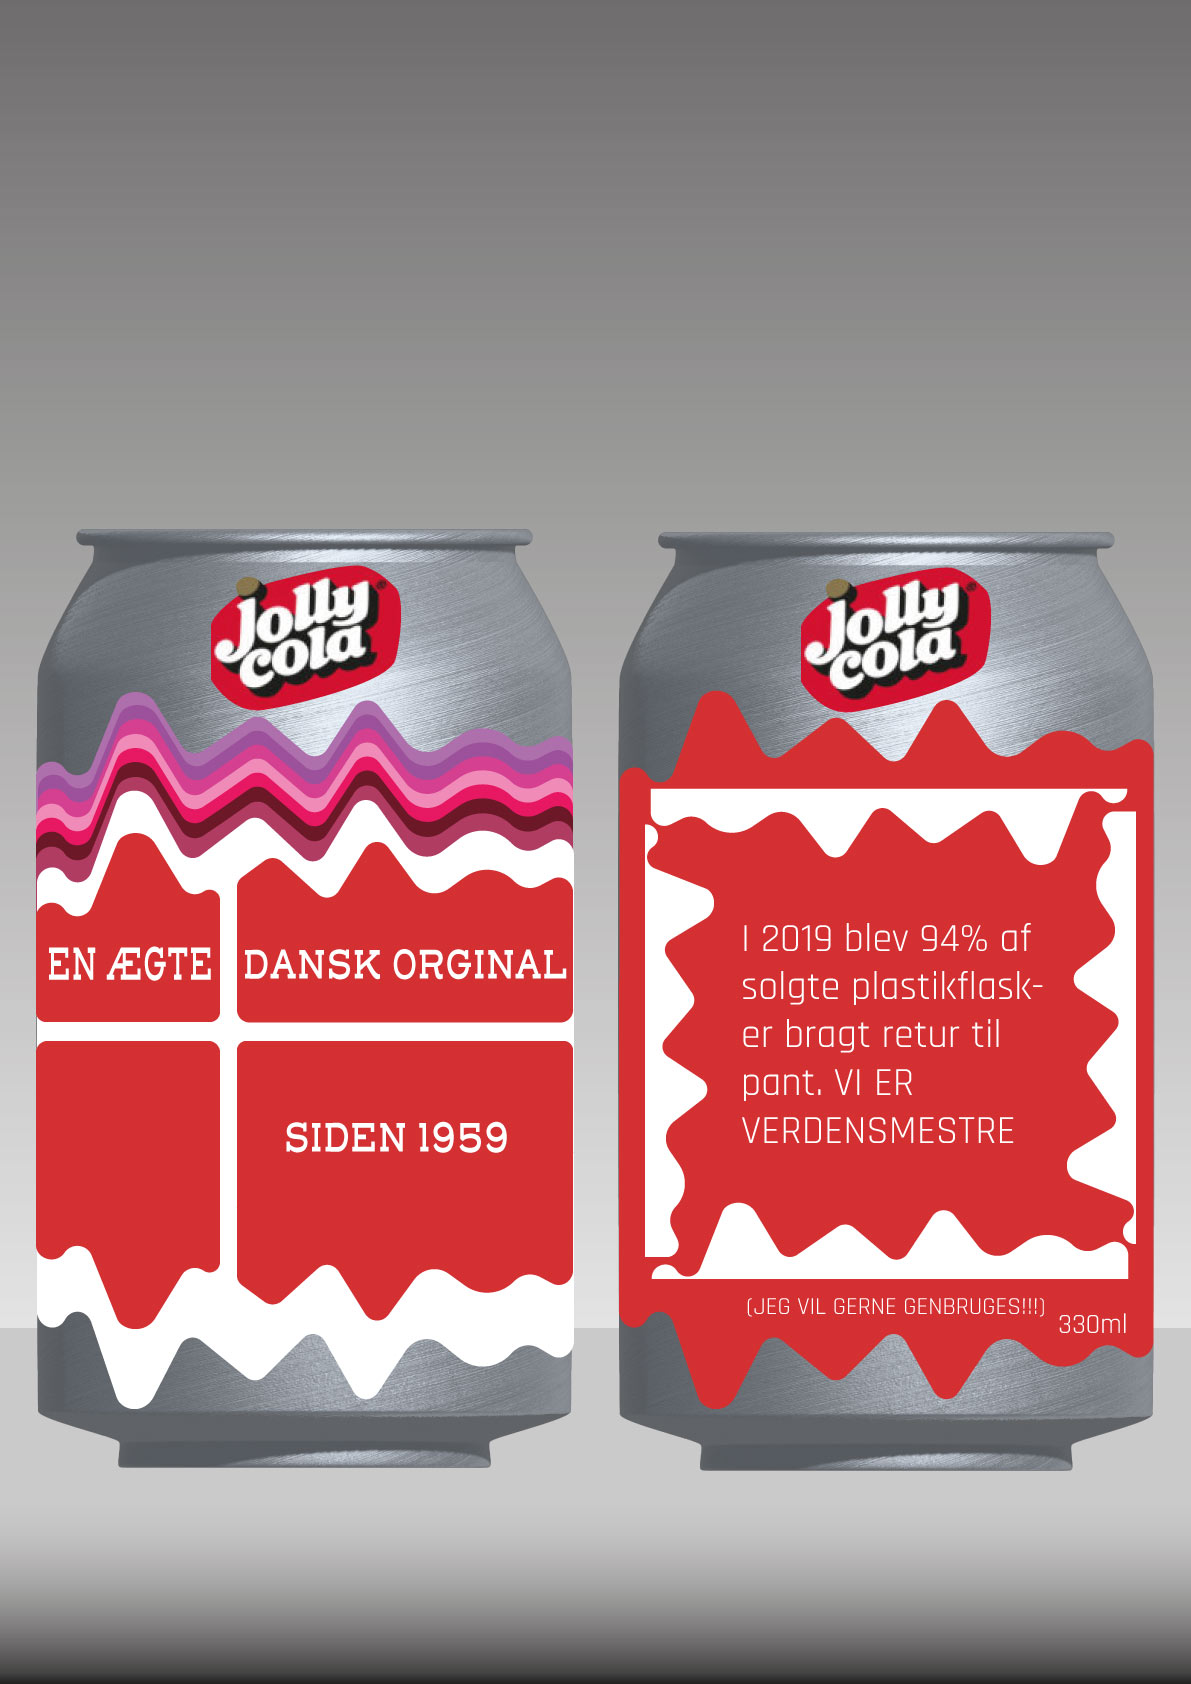 Jolly
cola
®
EN ÆGTE
DANSK ORGINAL
SIDEN 1959
Jolly
cola
®
I 2019 blev 94% af
solgte plastikflask-
er bragt retur til
pant. VI ER
VERDENSMESTRE
(JEG VIL GERNE GENBRUGES!!!)
330ml